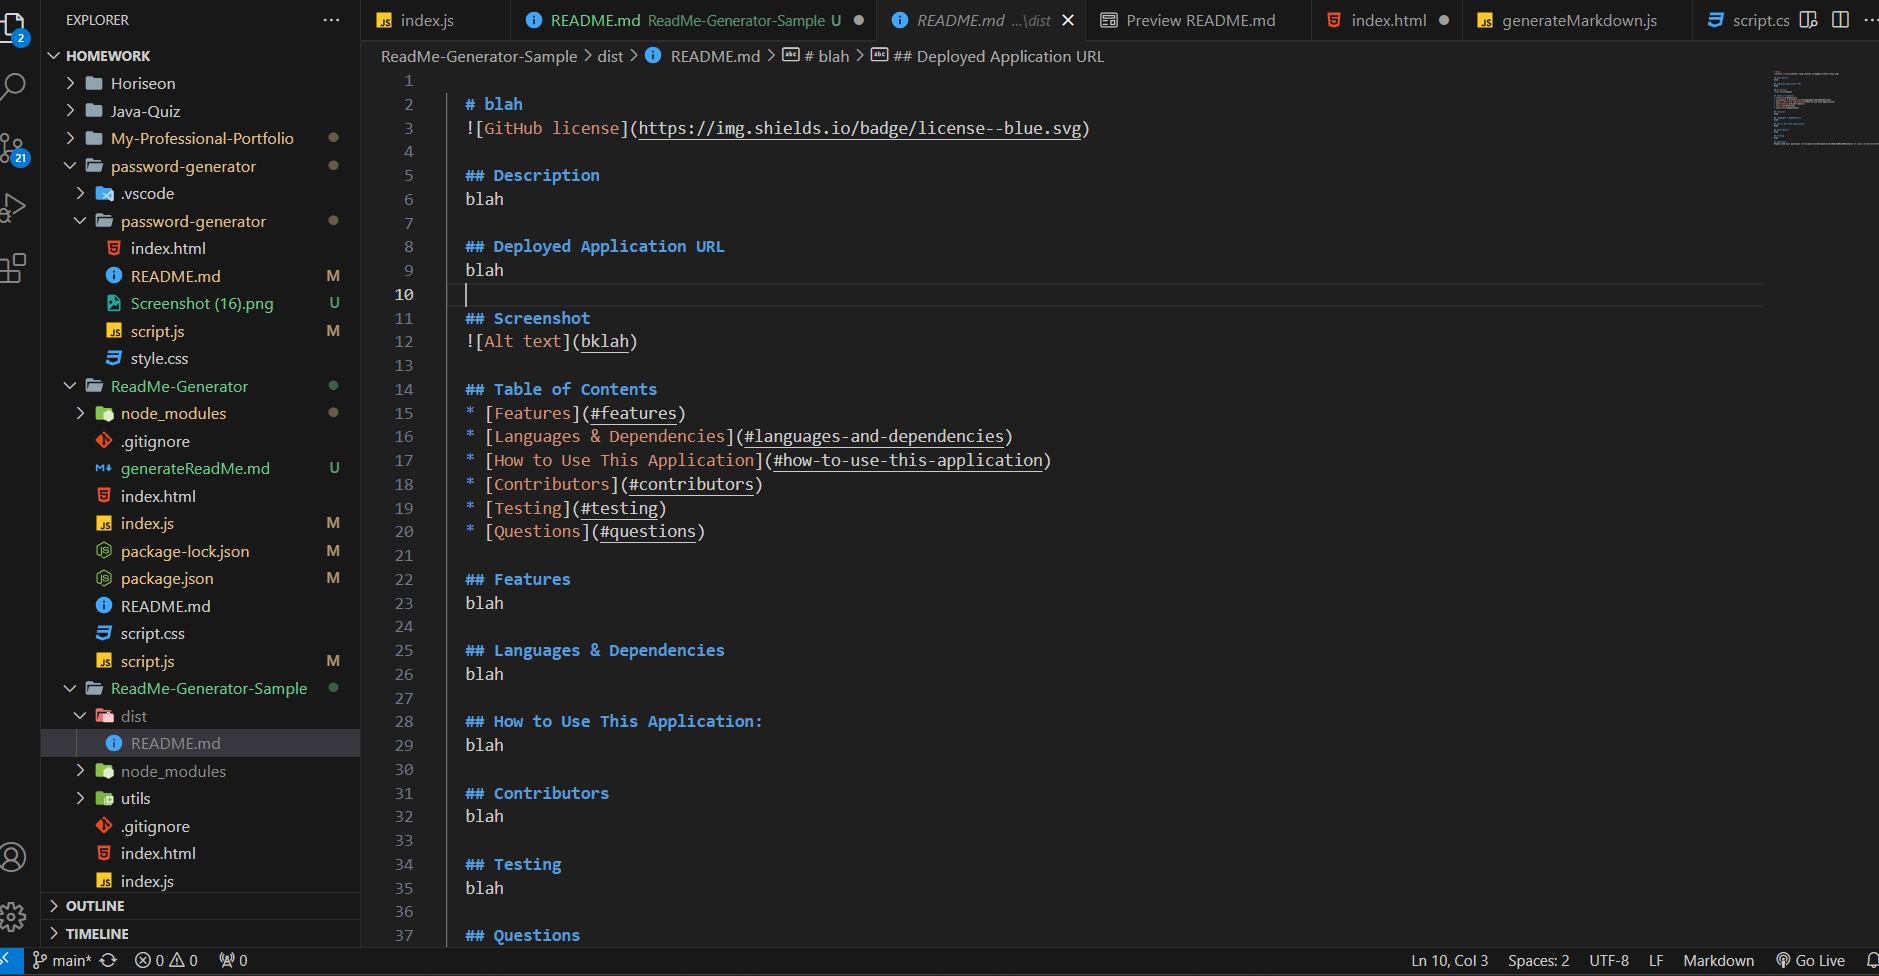 EXPLORER
HOMEWORK
Horiseon
Java-Quiz
My-Professional-Portfolio
password-generator
.vscode
password-generator
index.html
README.md M
Screenshot (16).png U
script.js M
style.css
ReadMe-Generator
node_modules
.gitignore
generateReadMe.md U
index.html
index.js M
package-lock.json M
package.json M
README.md
script.css
script.js M
ReadMe-Generator-Sample
dist
README.md
node_modules
utils
.gitignore
index.html
index.js
OUTLINE
TIMELINE
2
21
index.js
README.md ReadMe-Generator-Sample U
README.md ...\dist
Preview README.md
index.html
generateMarkdown.js
script.cs
ReadMe-Generator-Sample > dist > README.md > # blah > ## Deployed Application URL
1
2 # blah
3 ![GitHub license](https://img.shields.io/badge/license--blue.svg)
4
5 ## Description
6 blah
7
8 ## Deployed Application URL
9 blah
10
11 ## Screenshot
12 ![Alt text](bklah)
13
14 ## Table of Contents
15 * [Features](#features)
16 * [Languages & Dependencies](#languages-and-dependencies)
17 * [How to Use This Application](#how-to-use-this-application)
18 * [Contributors](#contributors)
19 * [Testing](#testing)
20 * [Questions](#questions)
21
22 ## Features
23 blah
24
25 ## Languages & Dependencies
26 blah
27
28 ## How to Use This Application:
29 blah
30
31 ## Contributors
32 blah
33
34 ## Testing
35 blah
36
37 ## Questions
main* 0 0 0 Ln 10, Col 3 Spaces: 2 UTF-8 LF Markdown Go Live